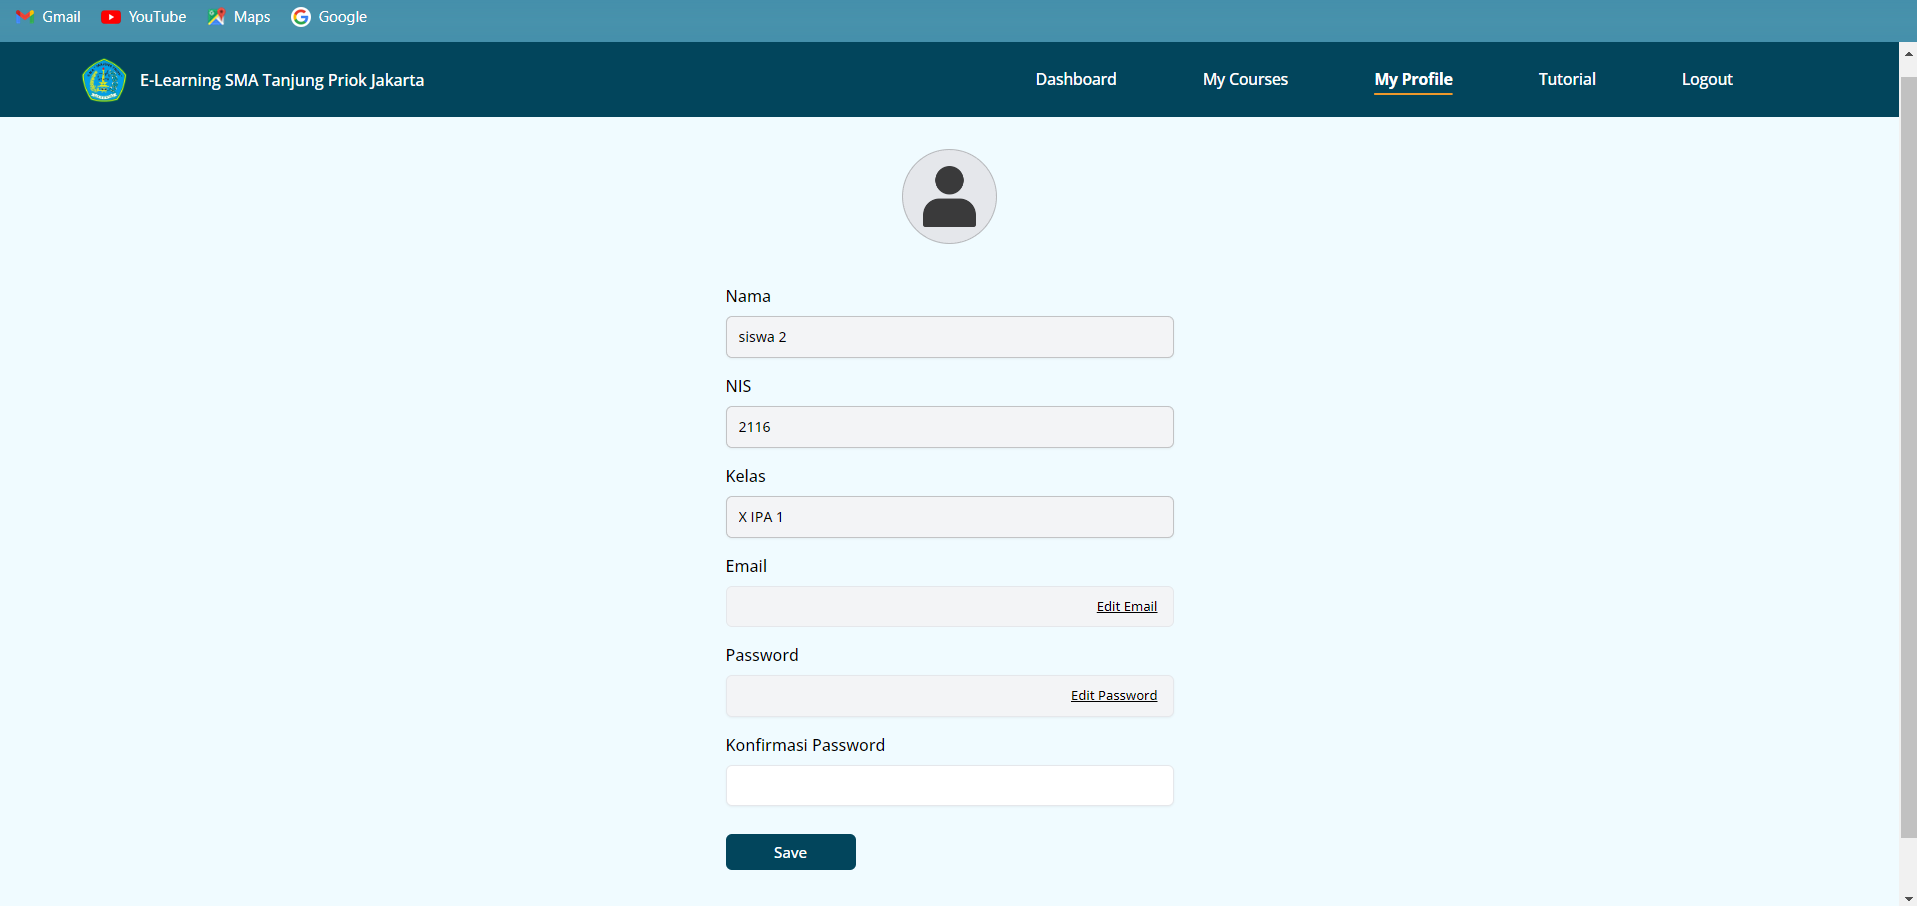 Gmail YouTube Maps Google
E-Learning SMA Tanjung Priok Jakarta Dashboard My Courses My Profile Tutorial Logout
Nama
siswa 2
NIS
2116
Kelas
X IPA 1
Email
Edit Email
Password
Edit Password
Konfirmasi Password
Save